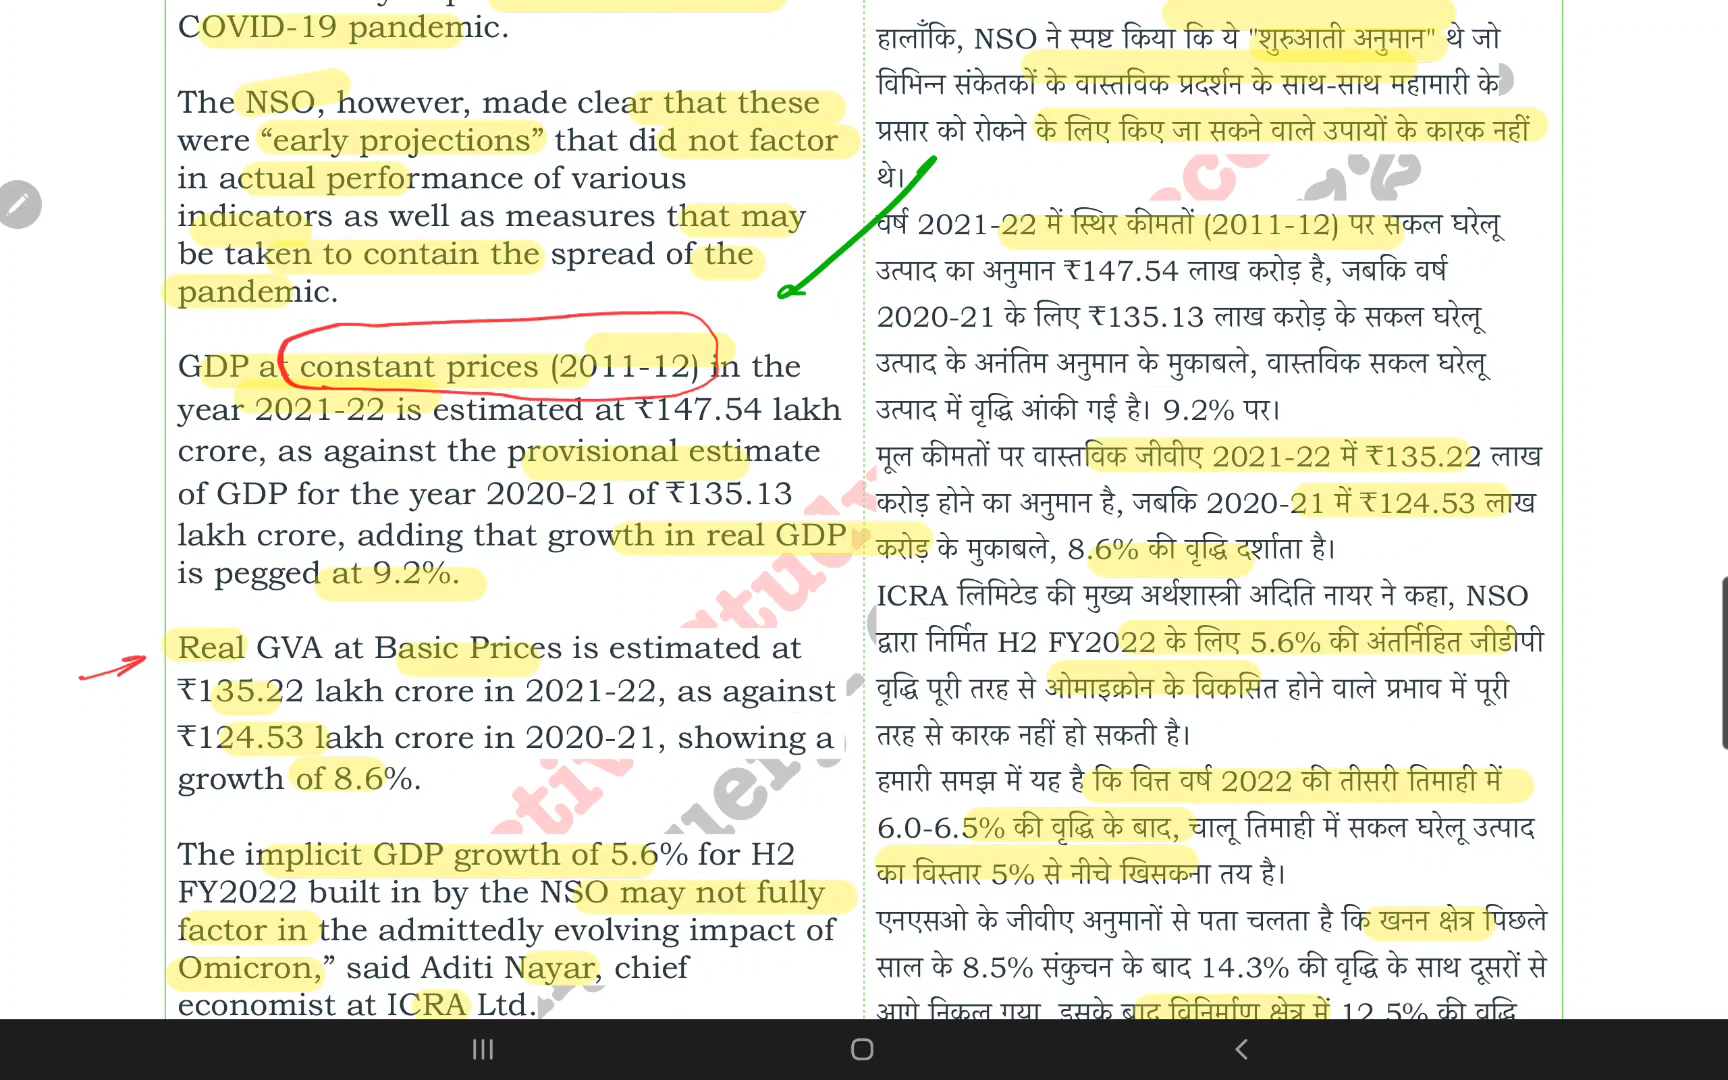 COVID-19 pandemic.
The NSO, however, made clear that these
were “early projections” that did not factor
in actual performance of various
indicators as well as measures that may
be taken to contain the spread of the
pandemic.
GDP at constant prices (2011-12) in the
year 2021-22 is estimated at ₹147.54 lakh
crore, as against the provisional estimate
of GDP for the year 2020-21 of ₹135.13
lakh crore, adding that growth in real GDP
is pegged at 9.2%.
Real GVA at Basic Prices is estimated at
₹135.22 lakh crore in 2021-22, as against
₹124.53 lakh crore in 2020-21, showing a
growth of 8.6%.
The implicit GDP growth of 5.6% for H2
FY2022 built in by the NSO may not fully
factor in the admittedly evolving impact of
Omicron,” said Aditi Nayar, chief
economist at ICRA Ltd.
हालाँकि, NSO ने स्पष्ट किया कि ये "शुरुआती अनुमान" थे जो
विभिन्न संकेतकों के वास्तविक प्रदर्शन के साथ-साथ महामारी के
प्रसार को रोकने के लिए किए जा सकने वाले उपायों के कारक नहीं
थे।
वर्ष 2021-22 में स्थिर कीमतों (2011-12) पर सकल घरेलू
उत्पाद का अनुमान ₹147.54 लाख करोड़ है, जबकि वर्ष
2020-21 के लिए ₹135.13 लाख करोड़ के सकल घरेलू
उत्पाद के अनंतिम अनुमान के मुकाबले, वास्तविक सकल घरेलू
उत्पाद में वृद्धि आंकी गई है। 9.2% पर।
मूल कीमतों पर वास्तविक जीवीए 2021-22 में ₹135.22 लाख
करोड़ होने का अनुमान है, जबकि 2020-21 में ₹124.53 लाख
करोड़ के मुकाबले, 8.6% की वृद्धि दर्शाता है।
ICRA लिमिटेड की मुख्य अर्थशास्त्री अदिति नायर ने कहा, NSO
द्वारा निर्मित H2 FY2022 के लिए 5.6% की अंतर्निहित जीडीपी
वृद्धि पूरी तरह से ओमाइक्रोन के विकसित होने वाले प्रभाव में पूरी
तरह से कारक नहीं हो सकती है।
हमारी समझ में यह है कि वित्त वर्ष 2022 की तीसरी तिमाही में
6.0-6.5% की वृद्धि के बाद, चालू तिमाही में सकल घरेलू उत्पाद
का विस्तार 5% से नीचे खिसकना तय है।
एनएसओ के जीवीए अनुमानों से पता चलता है कि खनन क्षेत्र पिछले
साल के 8.5% संकुचन के बाद 14.3% की वृद्धि के साथ दूसरों से
आगे निकल गया, इसके बाद विनिर्माण क्षेत्र में 12.5% की वृद्धि